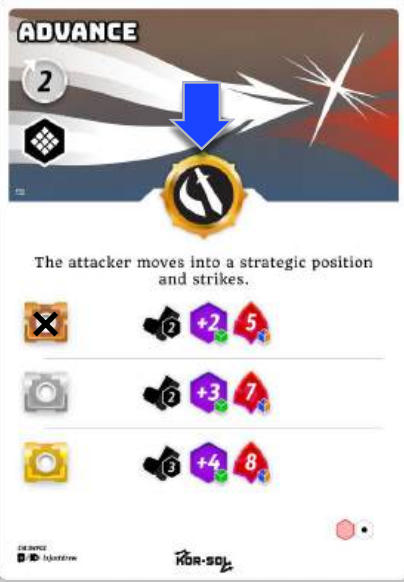 ADVANCE
2
The attacker moves into a strategic position
and strikes.
2 +2 5
2 +3 7
3 +4 8
KOR-SOL